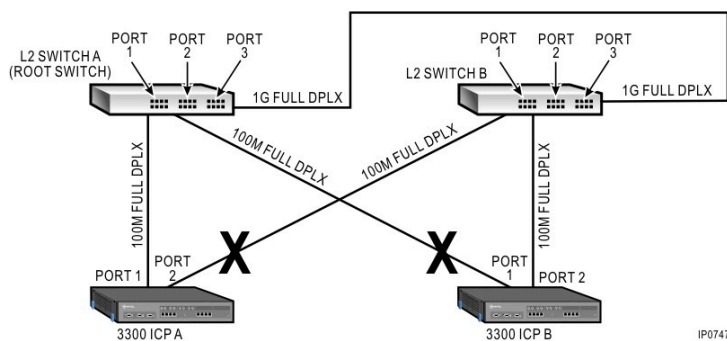 PORT
1
PORT
2
PORT
3
L2 SWITCH A
(ROOT SWITCH)
1G FULL DPLX
PORT
1
PORT
2
PORT
3
L2 SWITCH B
1G FULL DPLX
100M FULL DPLX
100M FULL DPLX
100M FULL DPLX
100M FULL DPLX
X
X
PORT 1
PORT
2
PORT
1
PORT 2
3300 ICP A
3300 ICP B
IP0747